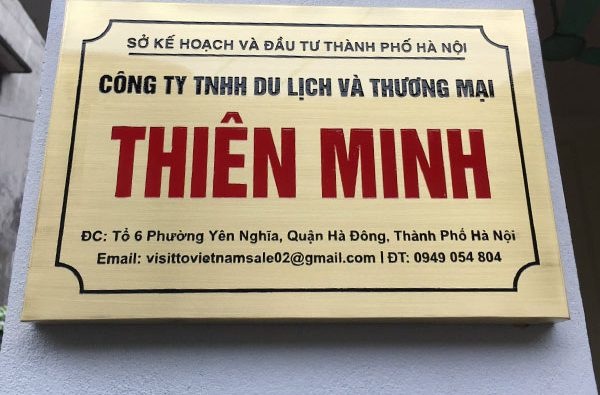 SỞ KẾ HOẠCH VÀ ĐẦU TƯ THÀNH PHỐ HÀ NỘI
CÔNG TY TNHH DU LỊCH VÀ THƯƠNG MẠI
THIÊN MINH
ĐC: Tổ 6 Phường Yên Nghĩa, Quận Hà Đông, Thành Phố Hà Nội
Email: visittovietnamsale02@gmail.com | ĐT: 0949 054 804